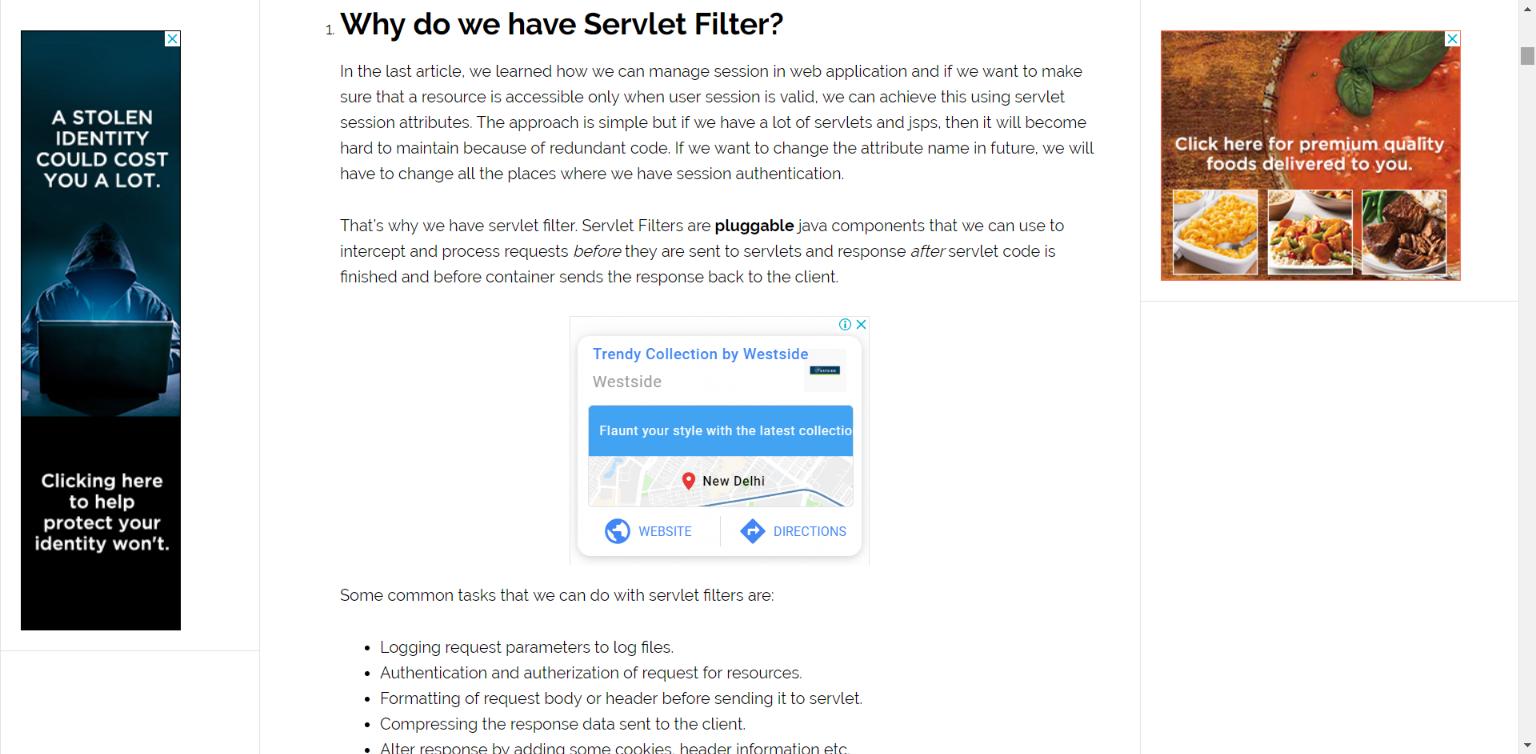 A STOLEN
IDENTITY
COULD COST
YOU A LOT.
Clicking here
to help
protect your
identity won't.
1. Why do we have Servlet Filter?
In the last article, we learned how we can manage session in web application and if we want to make
sure that a resource is accessible only when user session is valid, we can achieve this using servlet
session attributes. The approach is simple but if we have a lot of servlets and jsps, then it will become
hard to maintain because of redundant code. If we want to change the attribute name in future, we will
have to change all the places where we have session authentication.
That's why we have servlet filter. Servlet Filters are pluggable java components that we can use to
intercept and process requests before they are sent to servlets and response after servlet code is
finished and before container sends the response back to the client.
Trendy Collection by Westside
Westside
Flaunt your style with the latest collectio
New Delhi
WEBSITE
DIRECTIONS
Some common tasks that we can do with servlet filters are:
• Logging request parameters to log files.
• Authentication and autherization of request for resources.
• Formatting of request body or header before sending it to servlet.
• Compressing the response data sent to the client.
• Alter response by adding some cookies, header information etc.
Click here for premium quality
foods delivered to you.